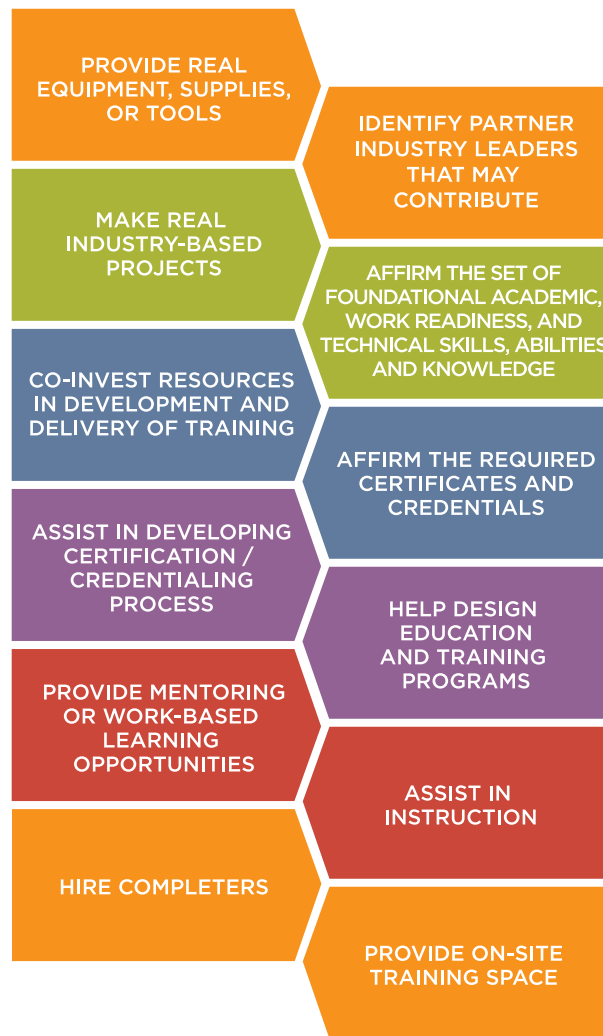 PROVIDE REAL
EQUIPMENT, SUPPLIES,
OR TOOLS
IDENTIFY PARTNER
INDUSTRY LEADERS
THAT MAY
CONTRIBUTE
MAKE REAL
INDUSTRY-BASED
PROJECTS
AFFIRM THE SET OF
FOUNDATIONAL ACADEMIC,
WORK READINESS, AND
TECHNICAL SKILLS, ABILITIES
AND KNOWLEDGE
CO-INVEST RESOURCES
IN DEVELOPMENT AND
DELIVERY OF TRAINING
AFFIRM THE REQUIRED
CERTIFICATES AND
CREDENTIALS
ASSIST IN DEVELOPING
CERTIFICATION /
CREDENTIALING
PROCESS
HELP DESIGN
EDUCATION
AND TRAINING
PROGRAMS
PROVIDE MENTORING
OR WORK-BASED
LEARNING
OPPORTUNITIES
ASSIST IN
INSTRUCTION
HIRE COMPLETERS
PROVIDE ON-SITE
TRAINING SPACE